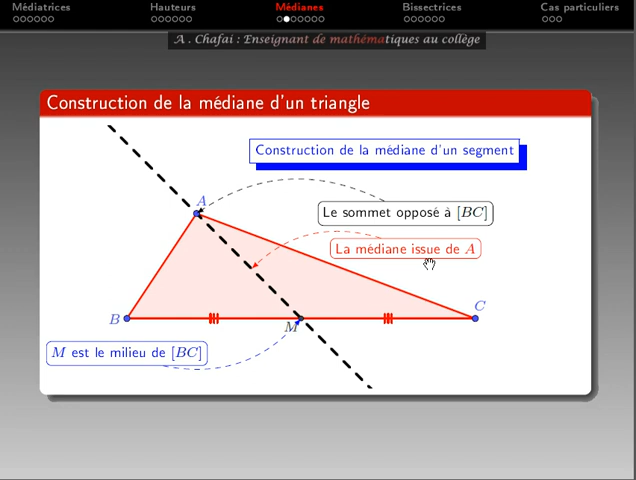 Médiatrices Hauteurs Médianes Bissectrices Cas particuliers
A . Chafai : Enseignant de mathématiques au collège
Construction de la médiane d'un triangle
Construction de la médiane d'un segment
A
Le sommet opposé à [BC]
La médiane issue de A
C
B
M
M est le milieu de [BC]